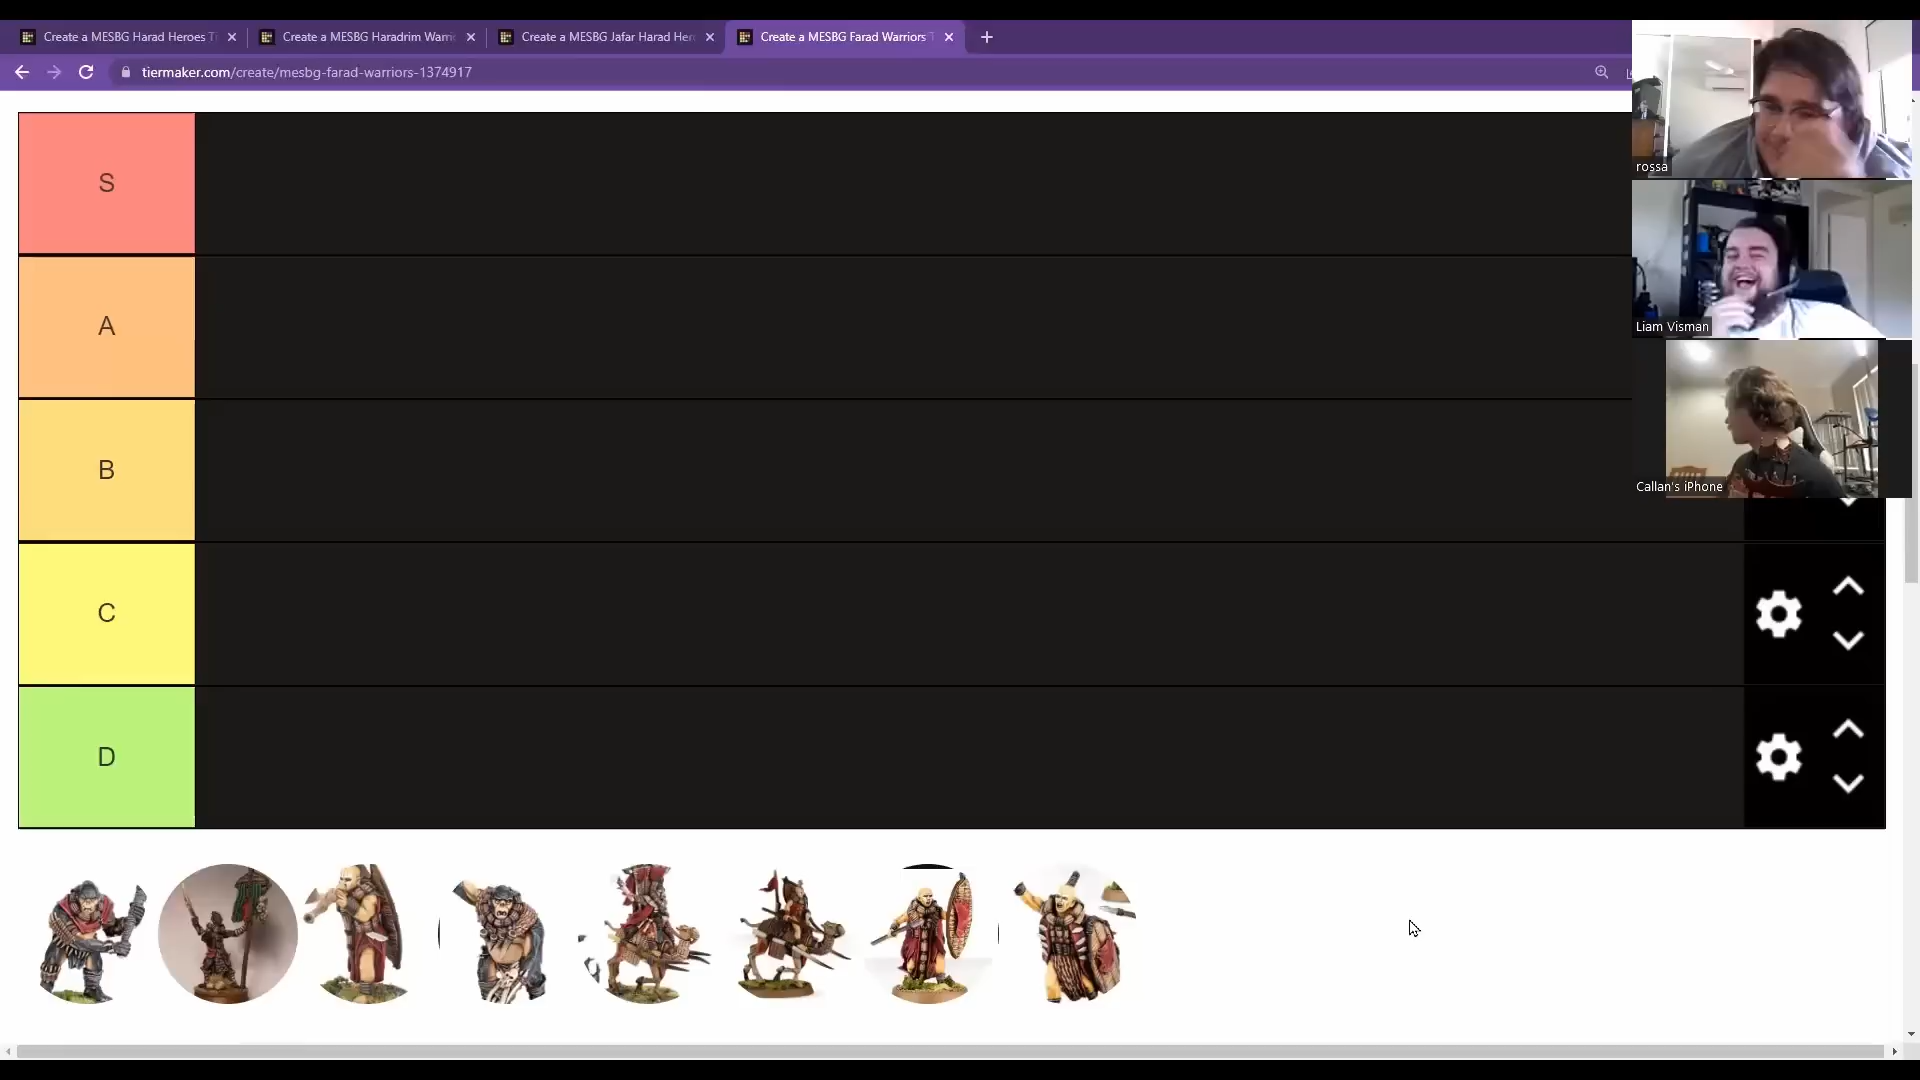 Create a MESBG Harad Heroes T
Create a MESBG Haradrim Warri
Create a MESBG Jafar Harad Her
Create a MESBG Farad Warriors T
tiermaker.com/create/mesbg-farad-warriors-1374917
S
A
B
C
D
rossa
Liam Visman
Callan's iPhone